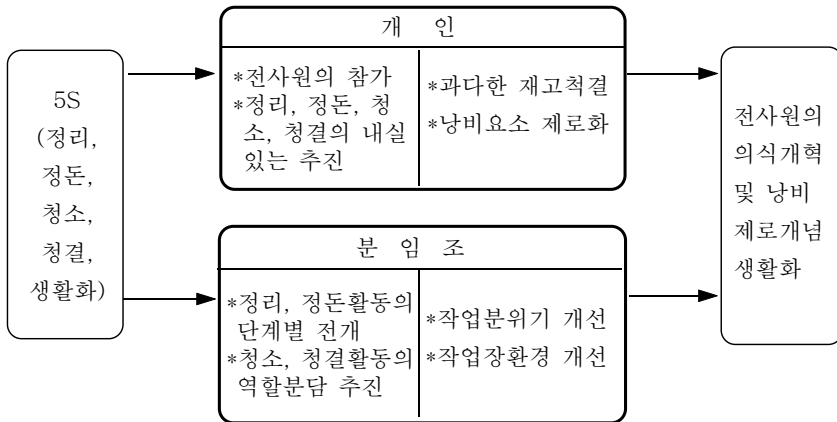 5S
(정리,
정돈,
청소,
청결,
생활화)
개 인
*전사원의 참가
*정리, 정돈, 청
소, 청결의 내실
있는 추진
*과다한 재고척결
*낭비요소 제로화
분 임 조
*정리, 정돈활동의
단계별 전개
*청소, 청결활동의
역할분담 추진
*작업분위기 개선
*작업장환경 개선
전사원의
의식개혁
및 낭비
제로개념
생활화